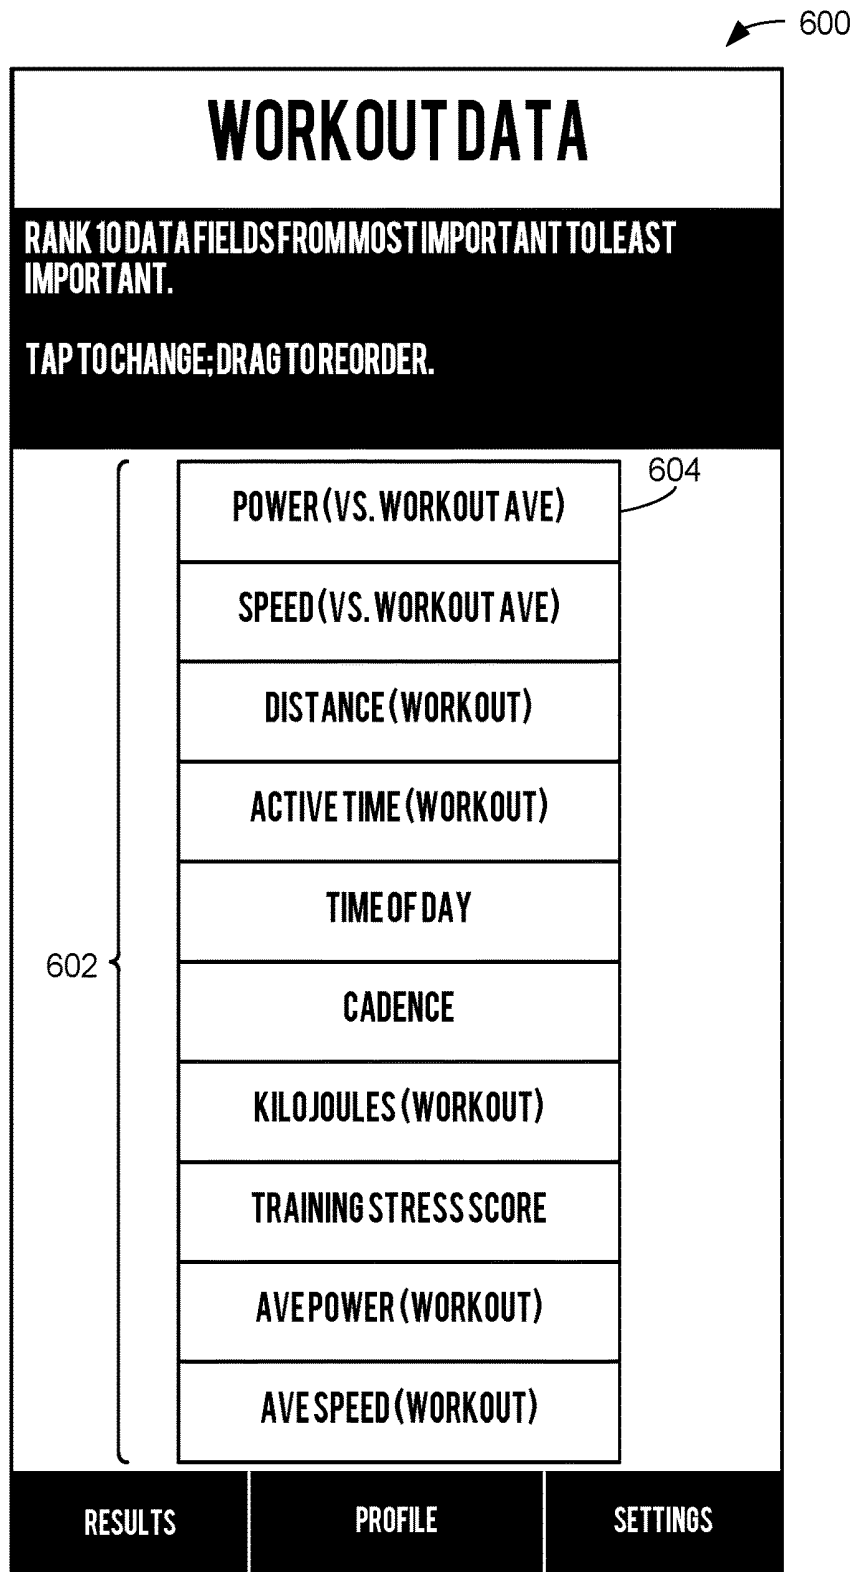 600
WORKOUT DATA
RANK 10 DATA FIELDS FROM MOST IMPORTANT TO LEAST
IMPORTANT.
TAP TO CHANGE; DRAG TO REORDER.
604
POWER (VS. WORKOUT AVE)
SPEED (VS. WORKOUT AVE)
DISTANCE (WORKOUT)
ACTIVE TIME (WORKOUT)
TIME OF DAY
602
CADENCE
KILOJOULES (WORKOUT)
TRAINING STRESS SCORE
AVE POWER (WORKOUT)
AVE SPEED (WORKOUT)
RESULTS
PROFILE
SETTINGS